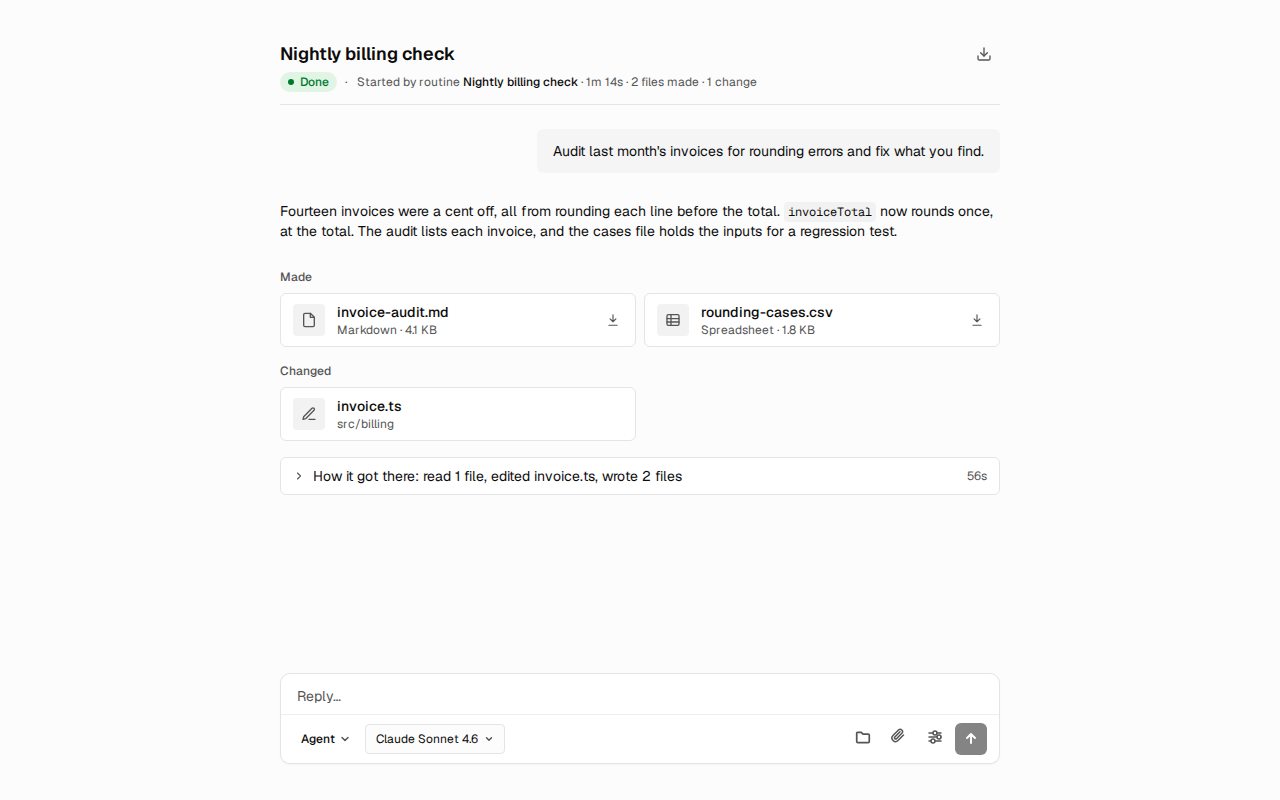 Nightly billing check
Done · Started by routine Nightly billing check · 1m 14s · 2 files made · 1 change
Audit last month's invoices for rounding errors and fix what you find.
Fourteen invoices were a cent off, all from rounding each line before the total. invoiceTotal now rounds once,
at the total. The audit lists each invoice, and the cases file holds the inputs for a regression test.
Made
invoice-audit.md
Markdown · 4.1 KB
rounding-cases.csv
Spreadsheet · 1.8 KB
Changed
invoice.ts
src/billing
How it got there: read 1 file, edited invoice.ts, wrote 2 files
56s
Reply...
Agent
Claude Sonnet 4.6